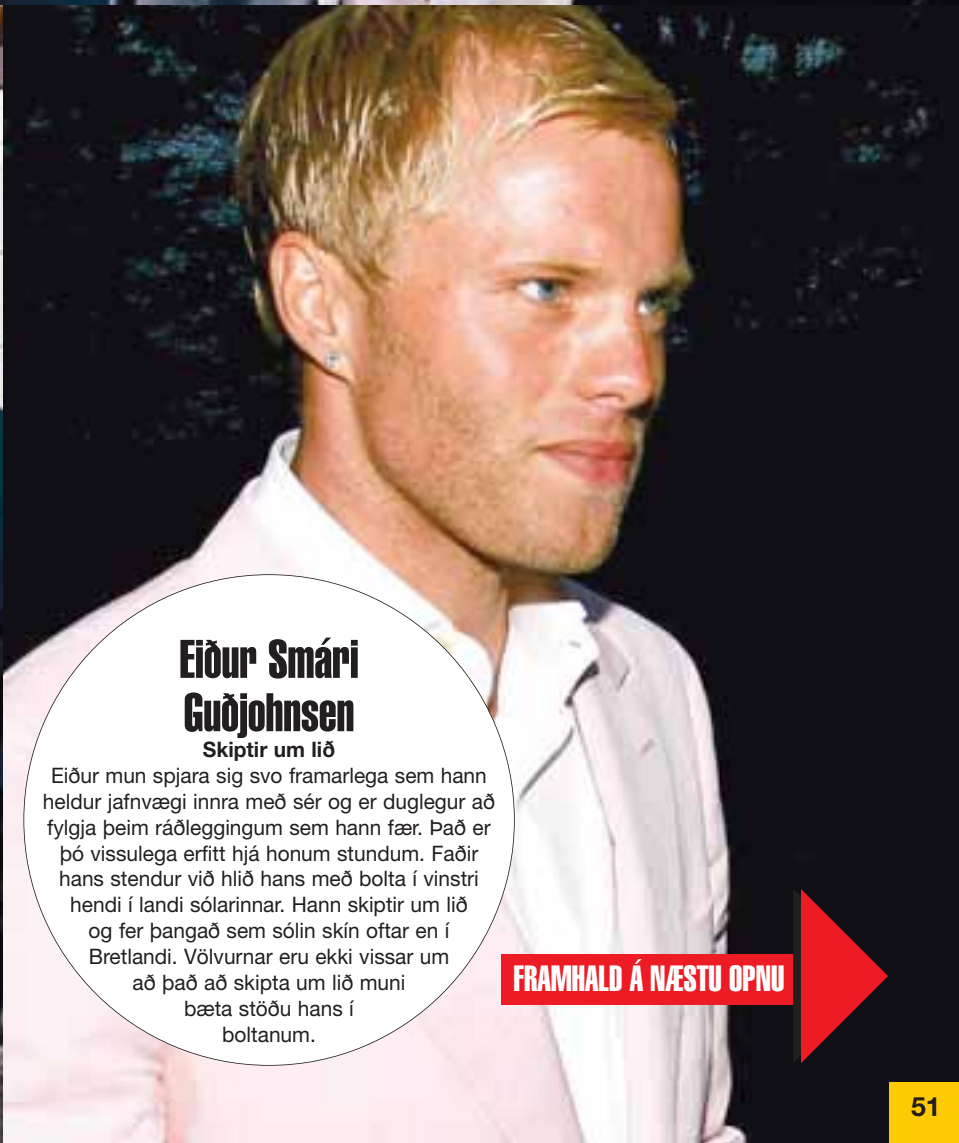 Eiður Smári
Guðjohnsen
Skiptir um lið
Eiður mun spjara sig svo framarlega sem hann
heldur jafnvægi innra með sér og er duglegur að
fylgja þeim ráðleggingum sem hann fær. Það er
þó vissulega erfitt hjá honum stundum. Faðir
hans stendur við hlið hans með bolta í vinstri
hendi í landi sólarinnar. Hann skiptir um lið
og fer þangað sem sólin skín oftar en í
Bretlandi. Völvurnar eru ekki vissar um
að það að skipta um lið muni
bæta stöðu hans í
boltanum.
FRAMHALD Á NÆSTU OPNU
51